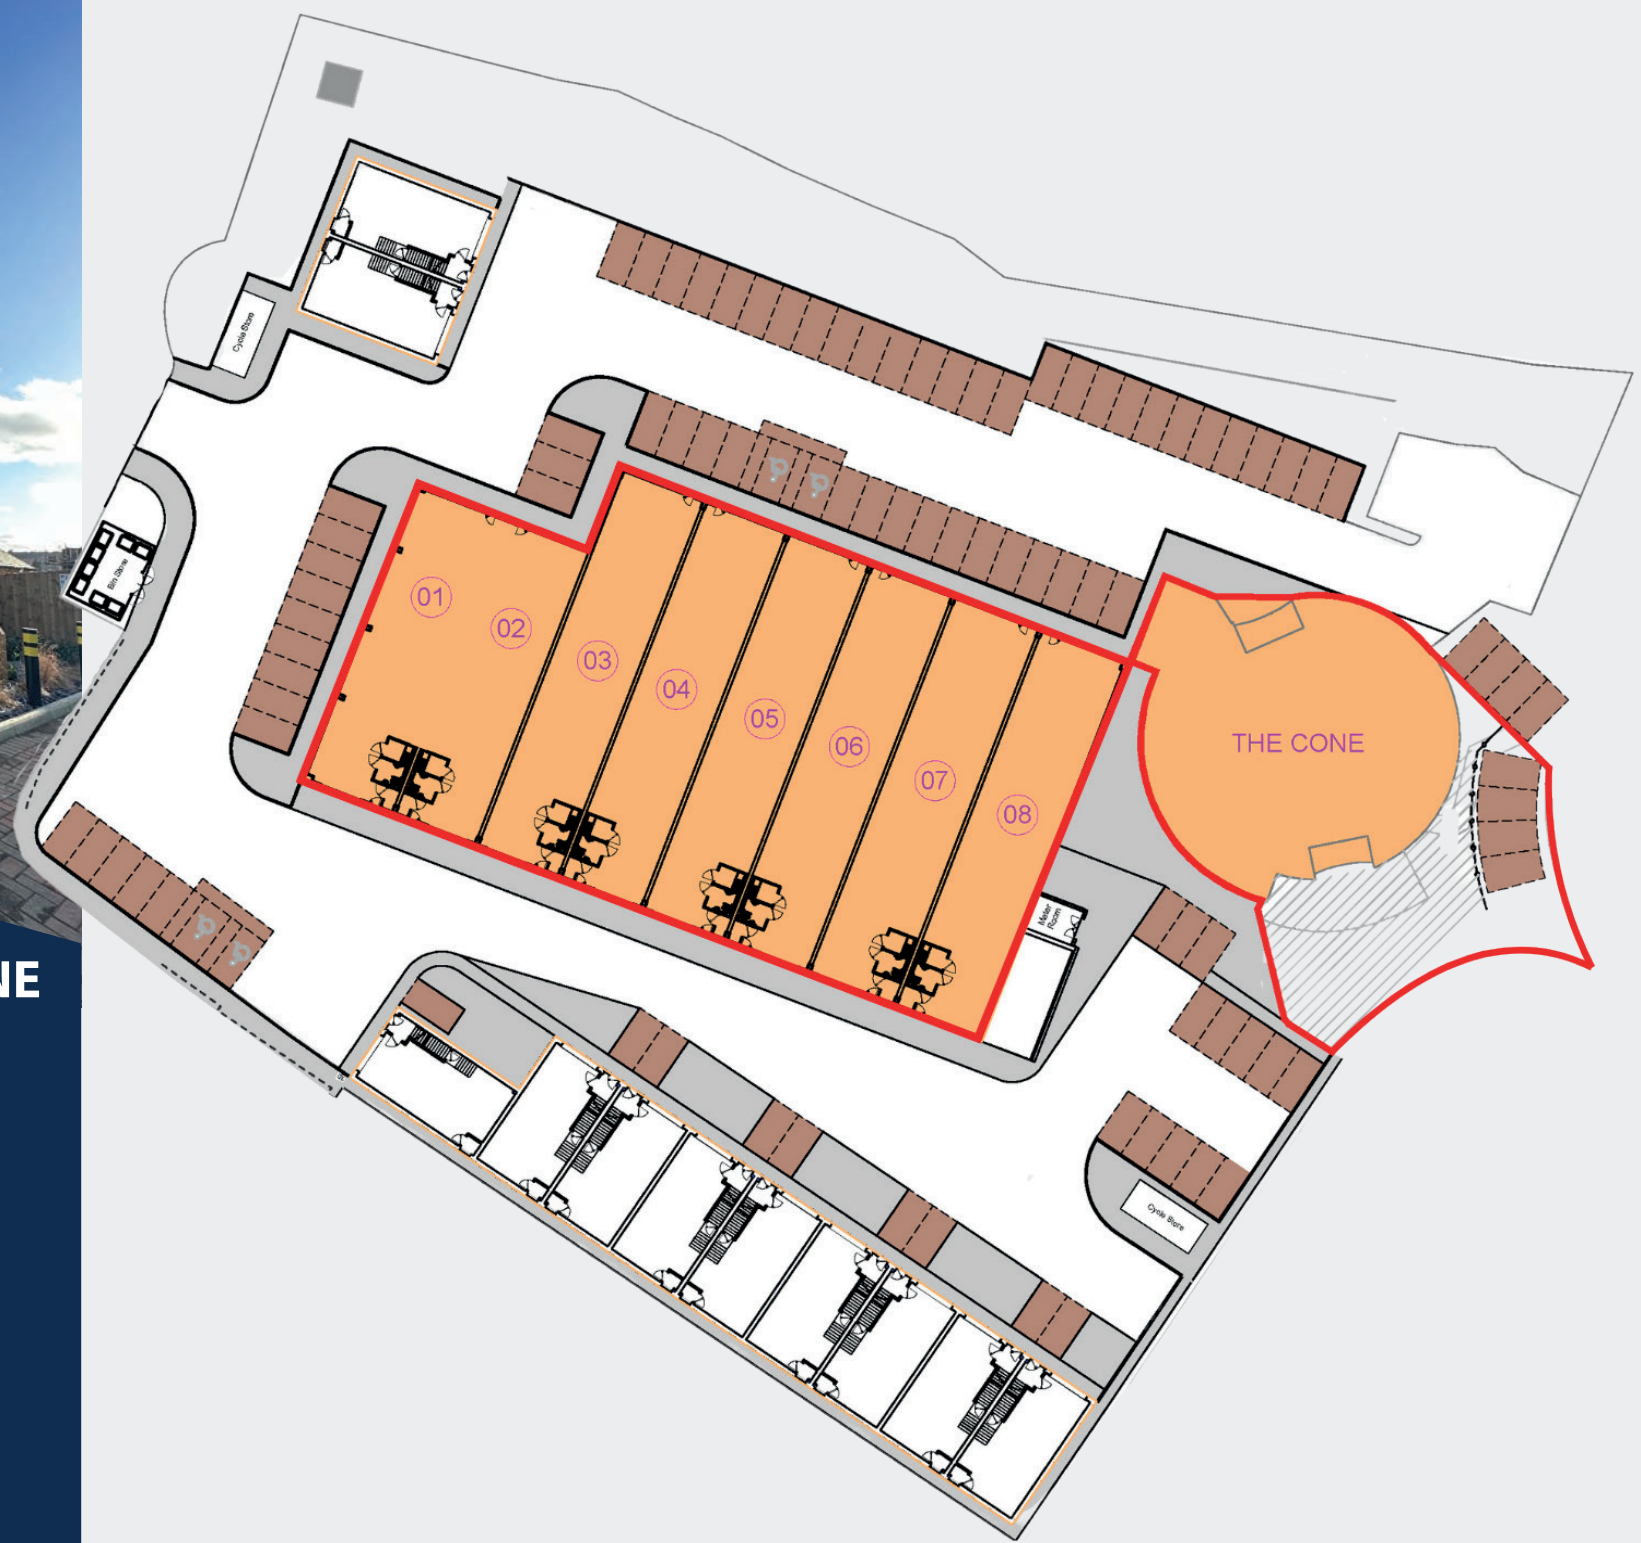 Cycle Store
Bin Store
01
02
03
04
05
06
07
08
THE CONE
Meter
Room
NE
Cycle Store